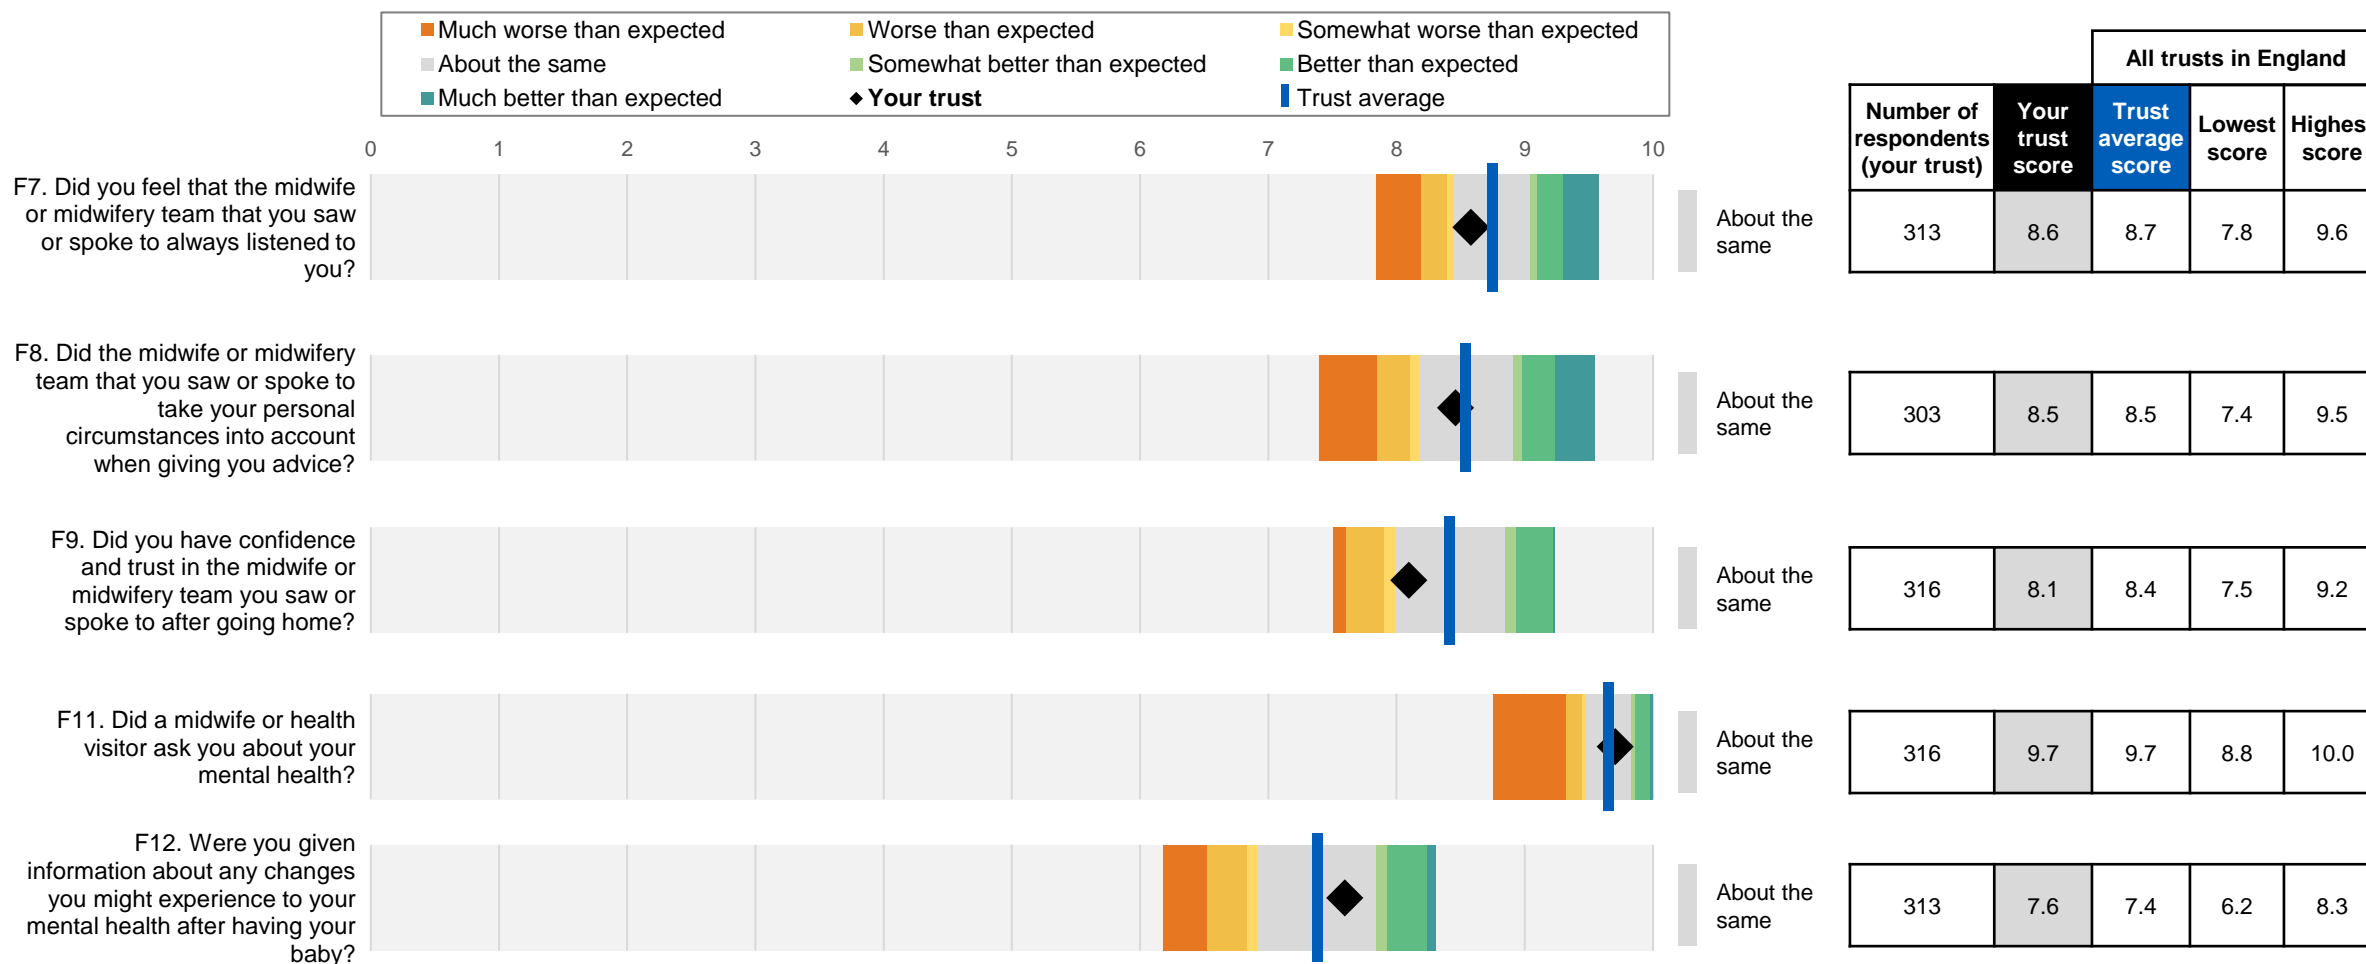 Much worse than expected
Worse than expected
Somewhat worse than expected
About the same
Somewhat better than expected
Better than expected
Much better than expected
Your trust
Trust average
All trusts in England
Number of
respondents
(your trust)
Your
trust
score
Trust
average
score
Lowest
score
Highes
score
0 1 2 3 4 5 6 7 8 9 10
F7. Did you feel that the midwife
or midwifery team that you saw
or spoke to always listened to
you?
About the
same
313 8.6 8.7 7.8 9.6
F8. Did the midwife or midwifery
team that you saw or spoke to
take your personal
circumstances into account
when giving you advice?
About the
same
303 8.5 8.5 7.4 9.5
F9. Did you have confidence
and trust in the midwife or
midwifery team you saw or
spoke to after going home?
About the
same
316 8.1 8.4 7.5 9.2
F11. Did a midwife or health
visitor ask you about your
mental health?
About the
same
316 9.7 9.7 8.8 10.0
F12. Were you given
information about any changes
you might experience to your
mental health after having your
baby?
About the
same
313 7.6 7.4 6.2 8.3